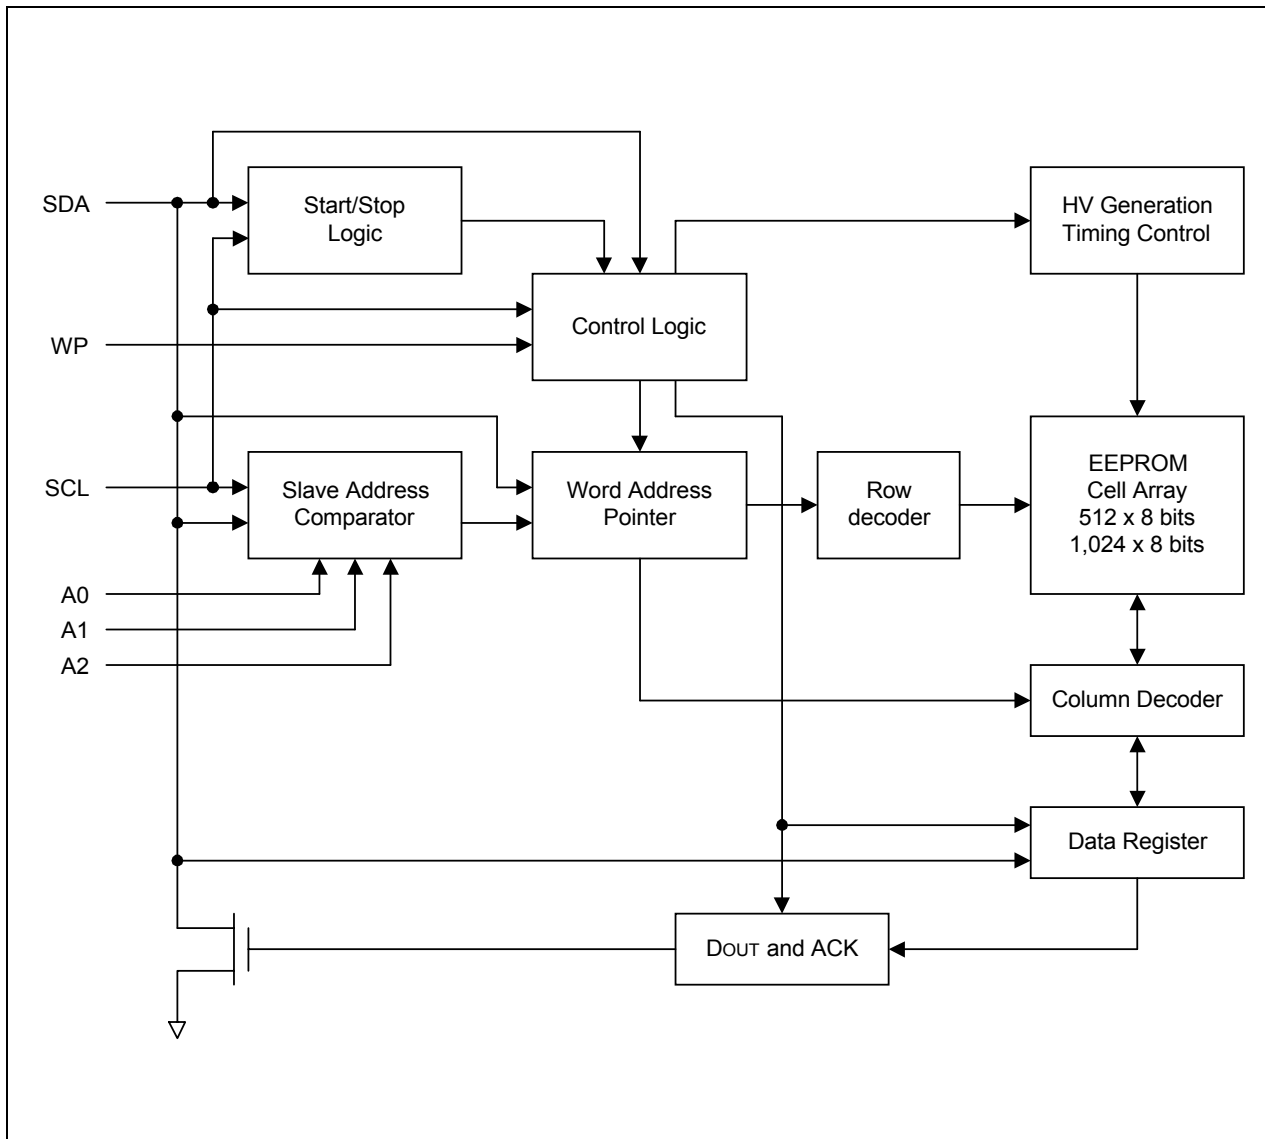 SDA
Start/Stop
Logic
HV Generation
Timing Control
Control Logic
WP
SCL
Slave Address
Comparator
Word Address
Pointer
Row
decoder
EEPROM
Cell Array
512 x 8 bits
1,024 x 8 bits
A0
A1
A2
Column Decoder
Data Register
DOUT and ACK